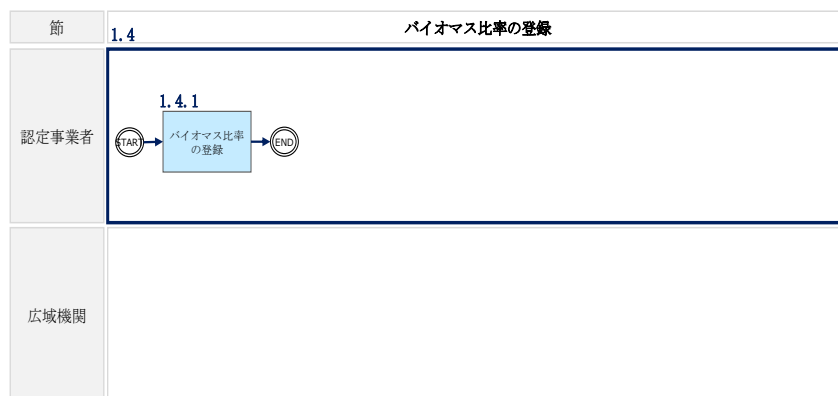 節
1.4
バイオマス比率の登録
認定事業者
1.4.1
START
バイオマス比率
の登録
END
広域機関